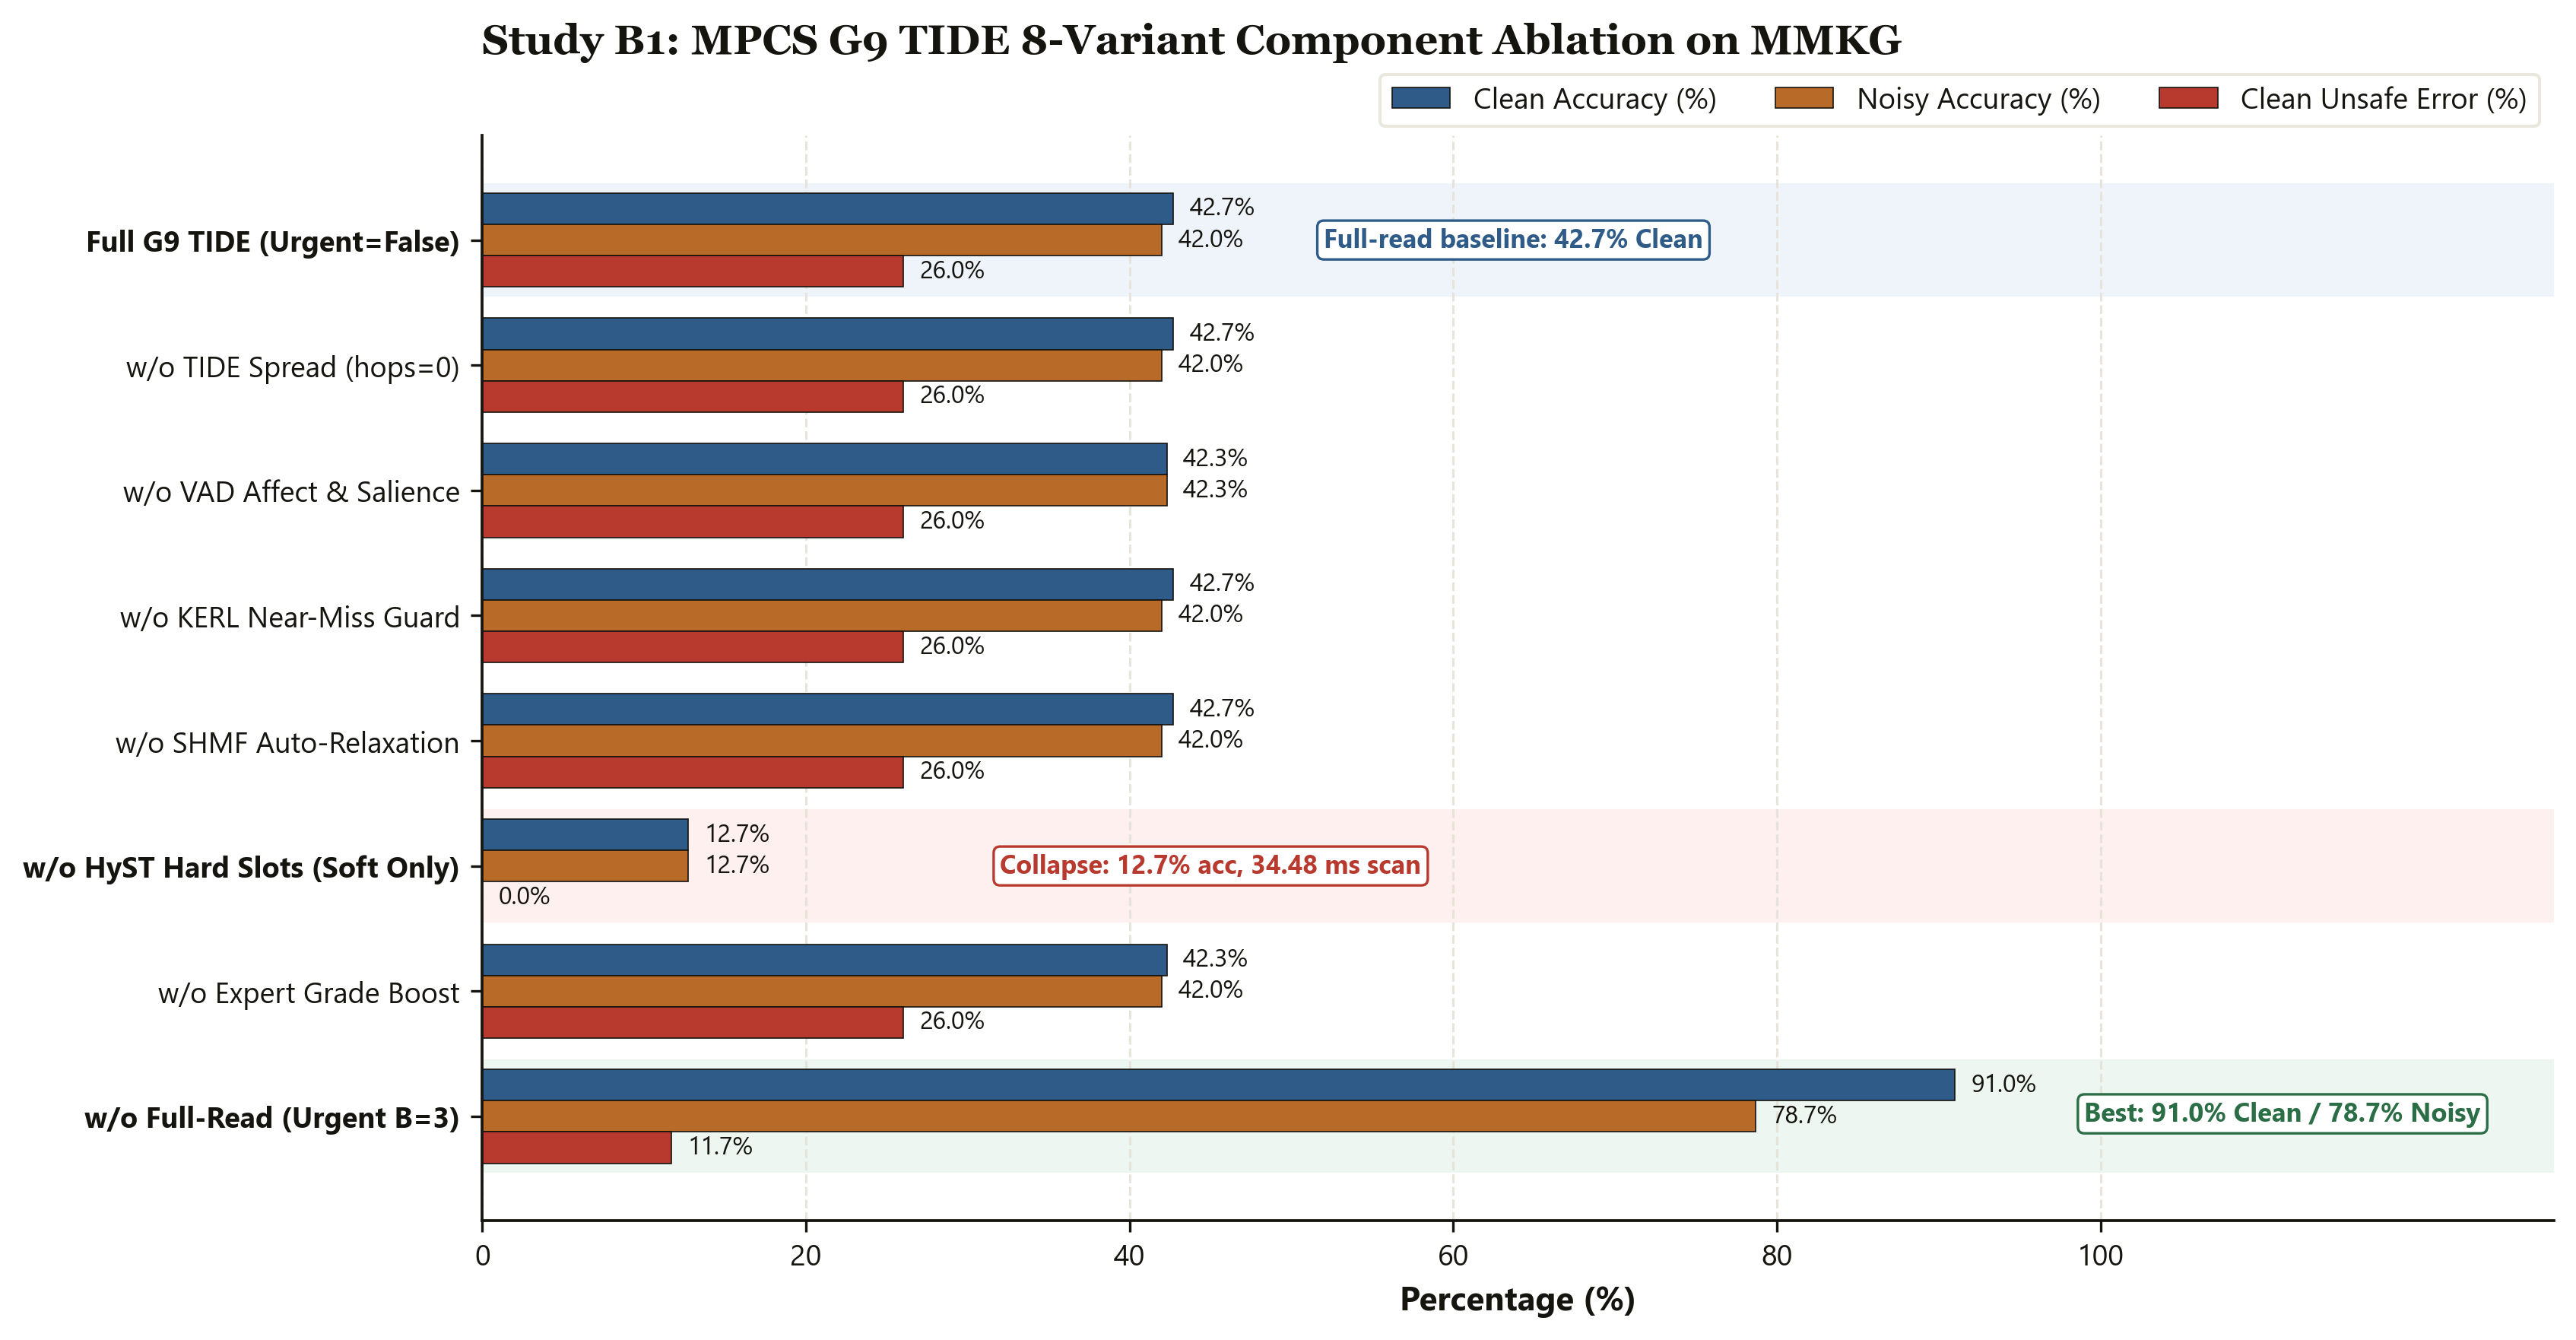 Study B1: MPCS G9 TIDE 8-Variant Component Ablation on MMKG
Clean Accuracy (%) Noisy Accuracy (%) Clean Unsafe Error (%)
42.7%
Full G9 TIDE (Urgent=False) 42.0% Full-read baseline: 42.7% Clean
26.0%
42.7%
w/o TIDE Spread (hops=0) 42.0%
26.0%
42.3%
w/o VAD Affect & Salience 42.3%
26.0%
42.7%
w/o KERL Near-Miss Guard 42.0%
26.0%
42.7%
w/o SHMF Auto-Relaxation 42.0%
26.0%
12.7%
w/o HyST Hard Slots (Soft Only) 12.7% Collapse: 12.7% acc, 34.48 ms scan
0.0%
42.3%
w/o Expert Grade Boost 42.0%
26.0%
91.0%
w/o Full-Read (Urgent B=3) 78.7% Best: 91.0% Clean / 78.7% Noisy
11.7%
0 20 40 60 80 100
Percentage (%)